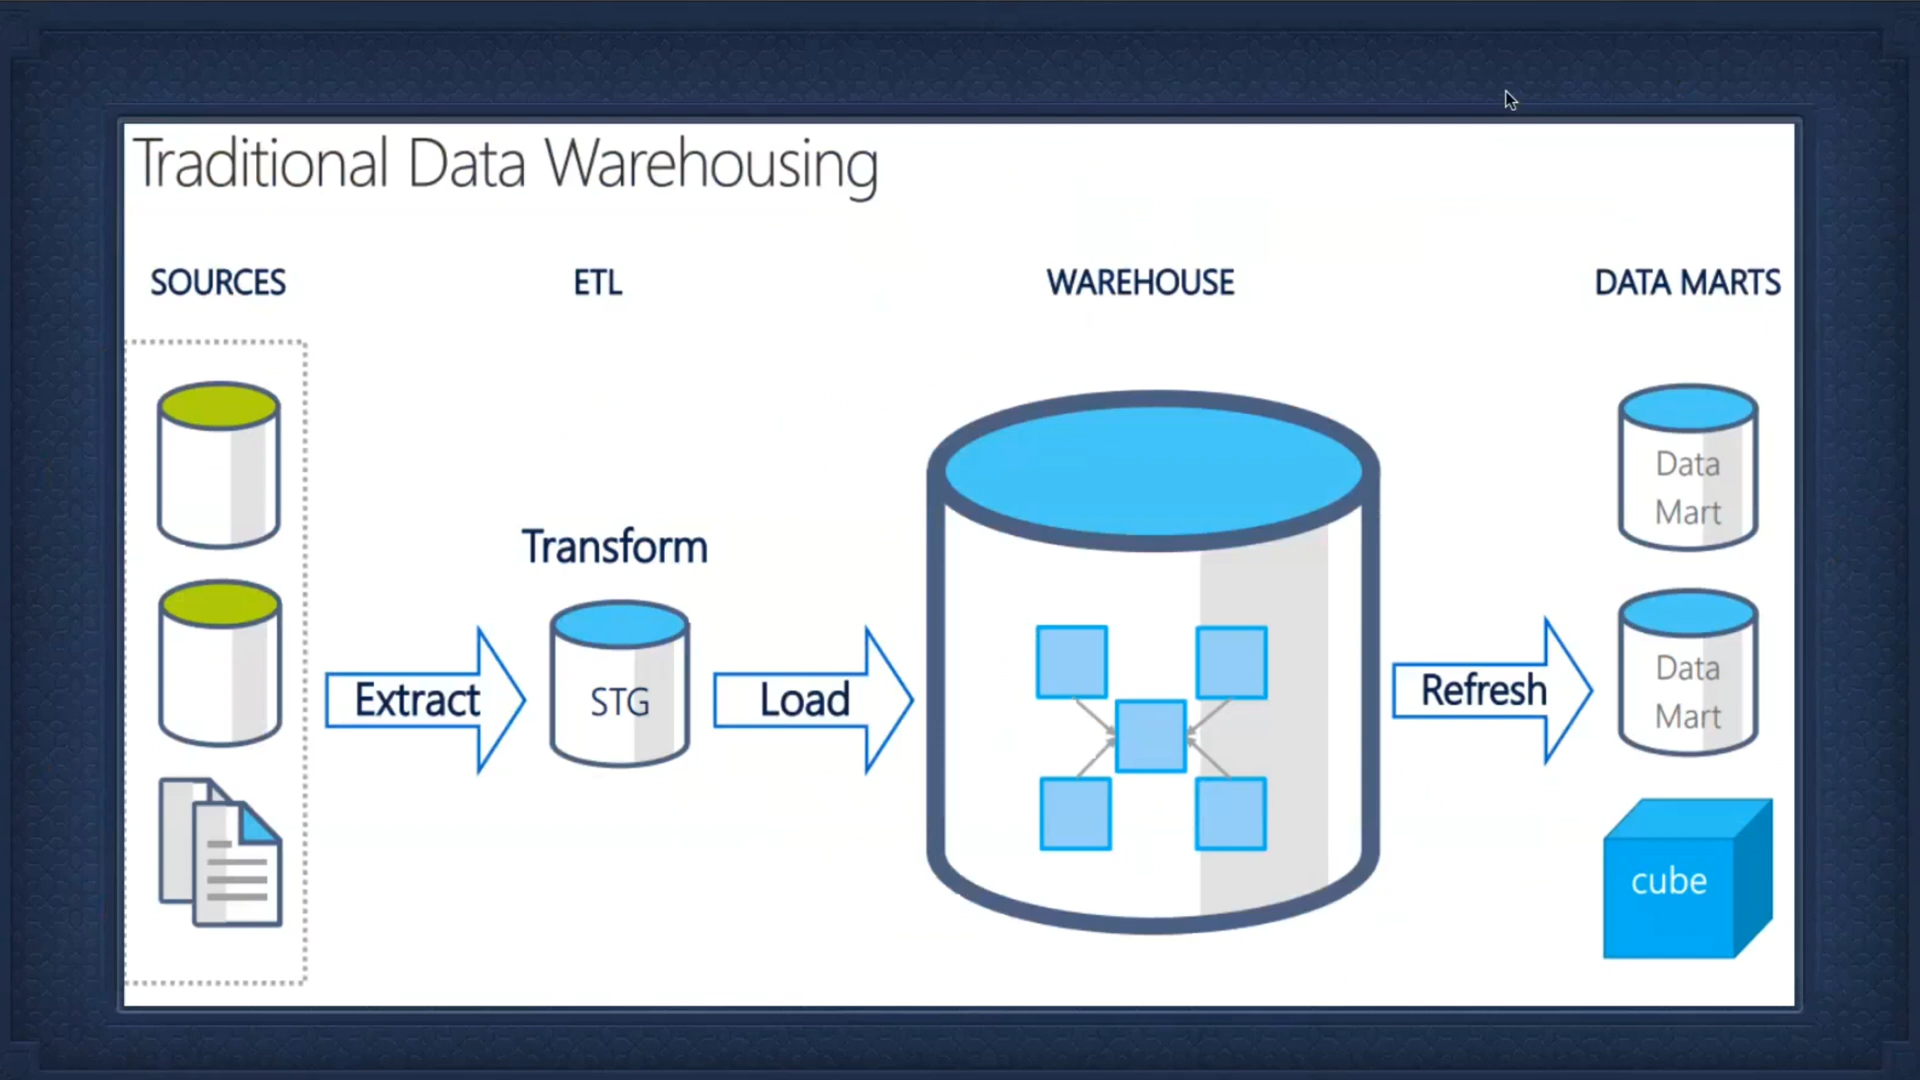 Traditional Data Warehousing
SOURCES
ETL
WAREHOUSE
DATA MARTS
Extract
Transform
STG
Load
Refresh
Data
Mart
Data
Mart
cube